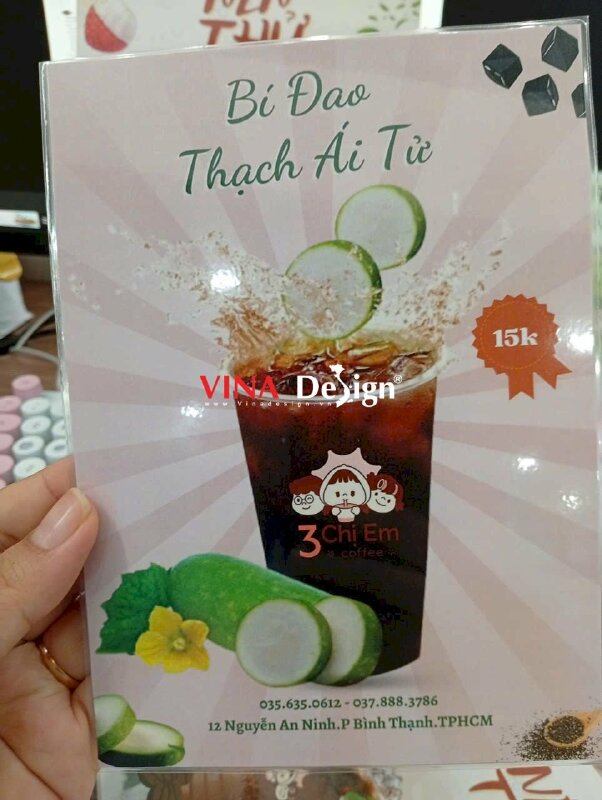 Bí Đao
Thạch Ái Tử
15k
VINA Design®
www.Vinadesign.vn
3 Chị Em
coffee
035.635.0612 - 037.888.3786
12 Nguyễn An Ninh.P Bình Thạnh.TPHCM